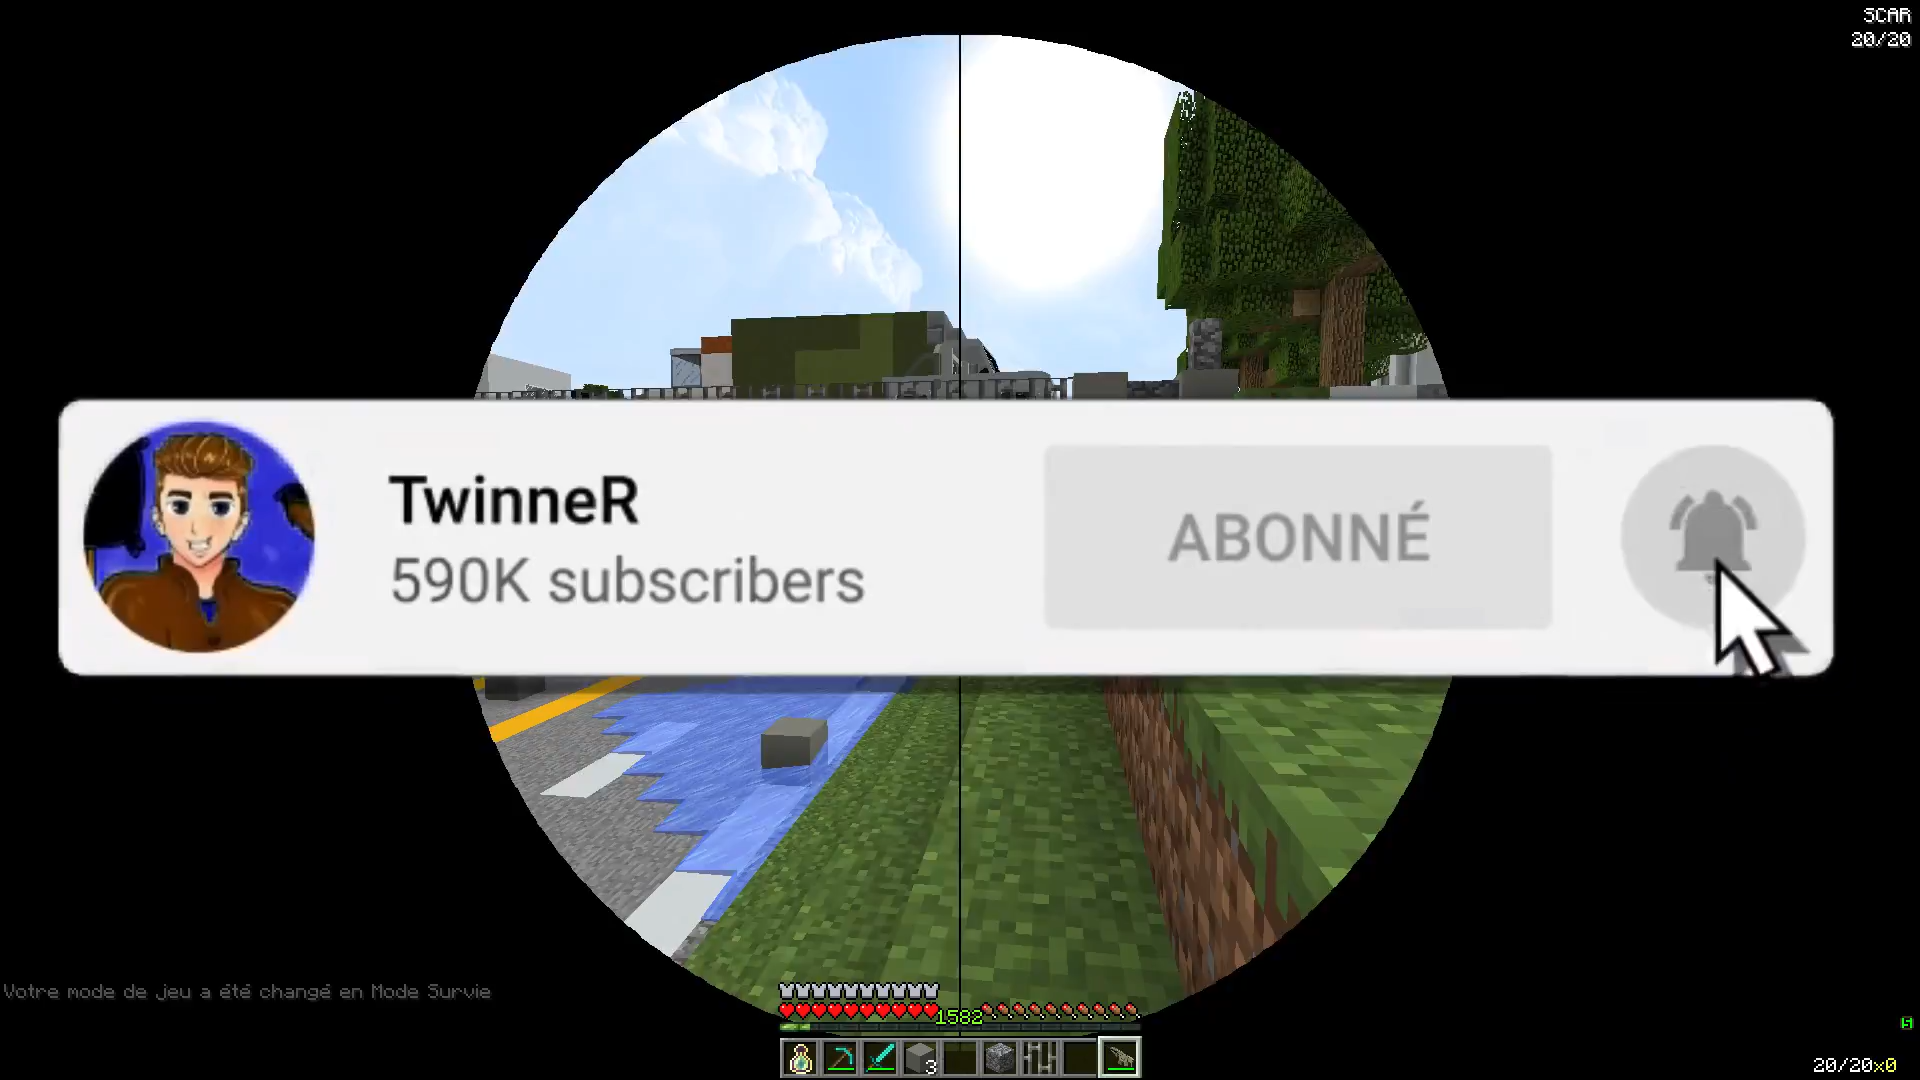 SCAR
20/20
TwinneR
590K subscribers
ABONNÉ
Votre mode de jeu a été changé en Mode Survie
1582
3
5
20/20x0